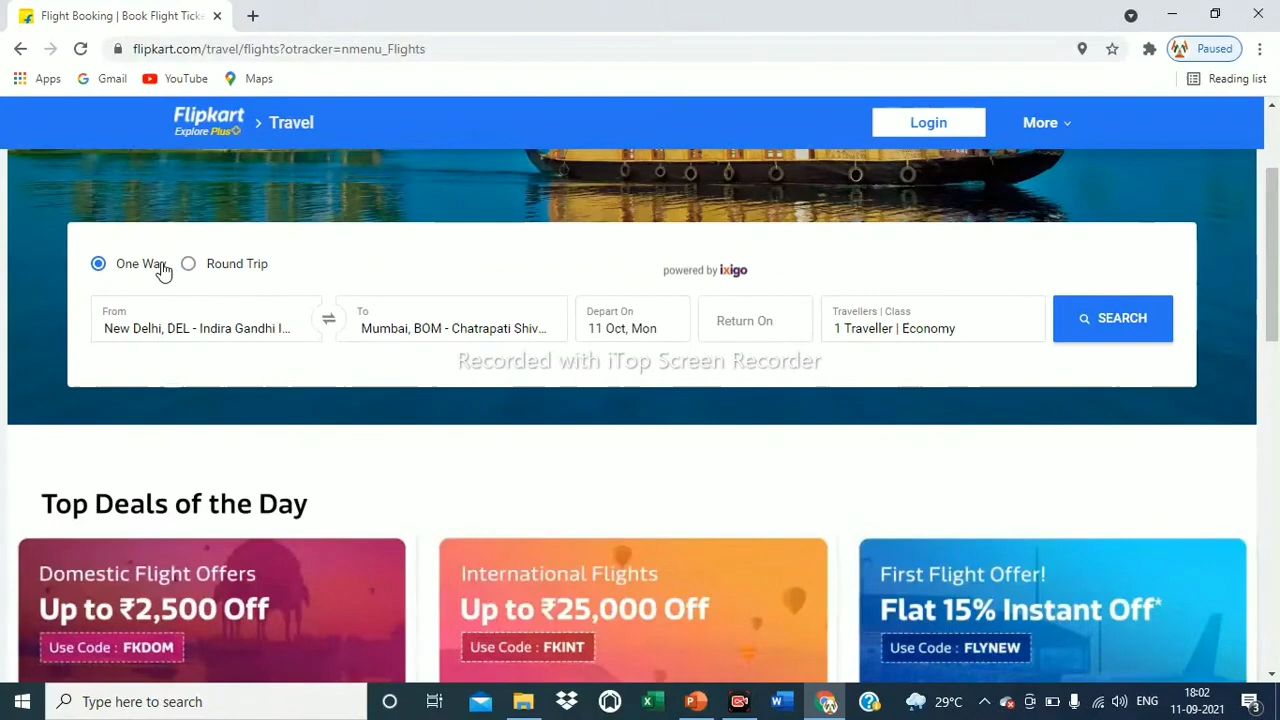 Flight Booking | Book Flight Ticke
flipkart.com/travel/flights?otracker=nmenu_Flights
Paused
Apps Gmail YouTube Maps Reading list
Flipkart
Explore Plus
Travel
Login
More
One Way Round Trip
powered by ixigo
From
New Delhi, DEL - Indira Gandhi I...
To
Mumbai, BOM - Chatrapati Shiv...
Depart On
11 Oct, Mon
Return On
Travellers | Class
1 Traveller | Economy
SEARCH
Recorded with iTop Screen Recorder
Top Deals of the Day
Domestic Flight Offers
Up to ₹2,500 Off
Use Code : FKDOM
International Flights
Up to ₹25,000 Off
Use Code : FKINT
First Flight Offer!
Flat 15% Instant Off*
Use Code : FLYNEW
Type here to search
29°C
ENG
18:02
11-09-2021
3